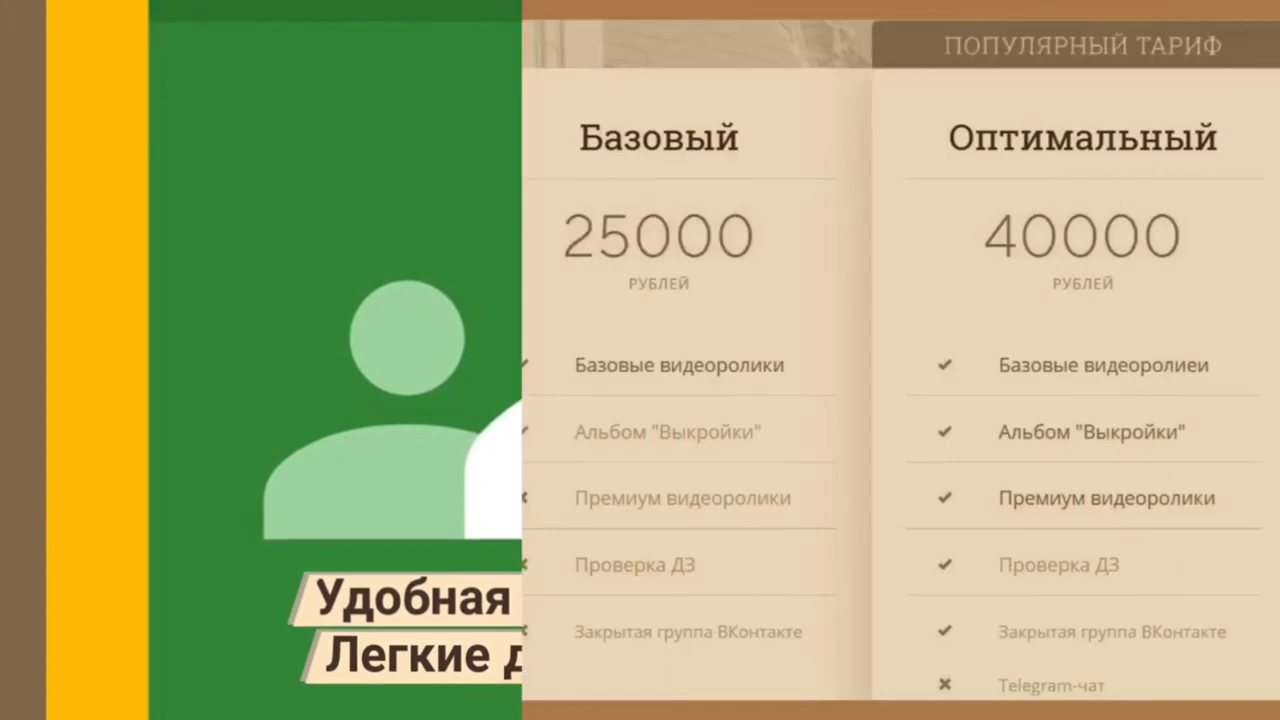 ПОПУЛЯРНЫЙ ТАРИФ
Базовый
25000
РУБЛЕЙ
Базовые видеоролики
Альбом "Выкройки"
Премиум видеоролики
Проверка ДЗ
Закрытая группа ВКонтакте
Оптимальный
40000
РУБЛЕЙ
Базовые видеоролиеи
Альбом "Выкройки"
Премиум видеоролики
Проверка ДЗ
Закрытая группа ВКонтакте
Telegram-чат
Удобная
Легкие